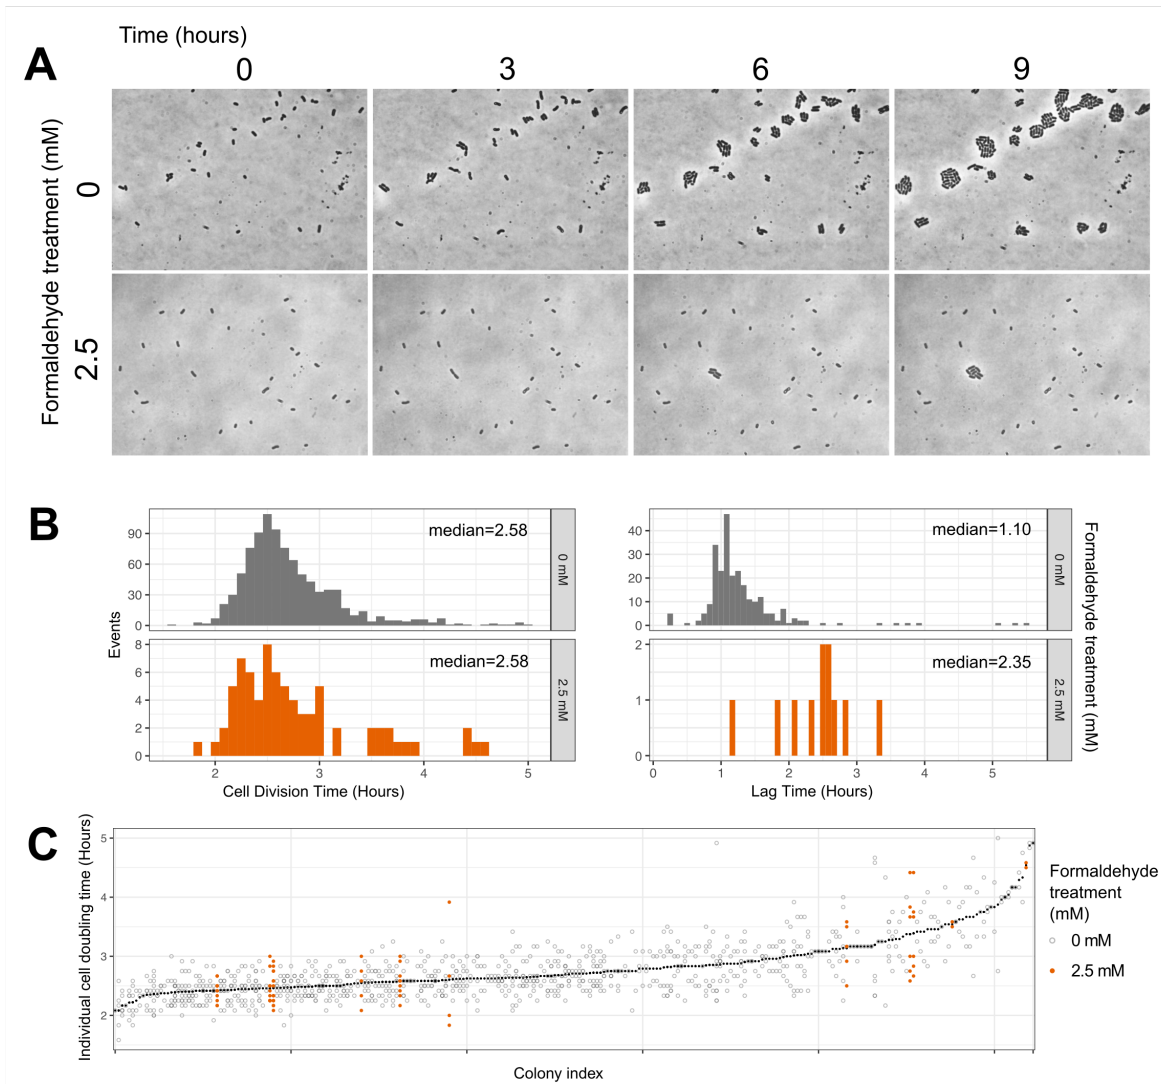 Time (hours)
A
0
3
6
9
Formaldehyde treatment (mM)
0
2.5
B
Events
median=2.58
0 mM
90
60
30
0
median=2.58
2.5 mM
8
6
4
2
0
2
3
4
5
Cell Division Time (Hours)
median=1.10
0 mM
40
30
20
10
0
median=2.35
2.5 mM
2
1
0
0
1
2
3
4
5
Lag Time (Hours)
Formaldehyde treatment (mM)
C
Individual cell doubling time (Hours)
5
4
3
2
Colony index
Formaldehyde
treatment
(mM)
0 mM
2.5 mM